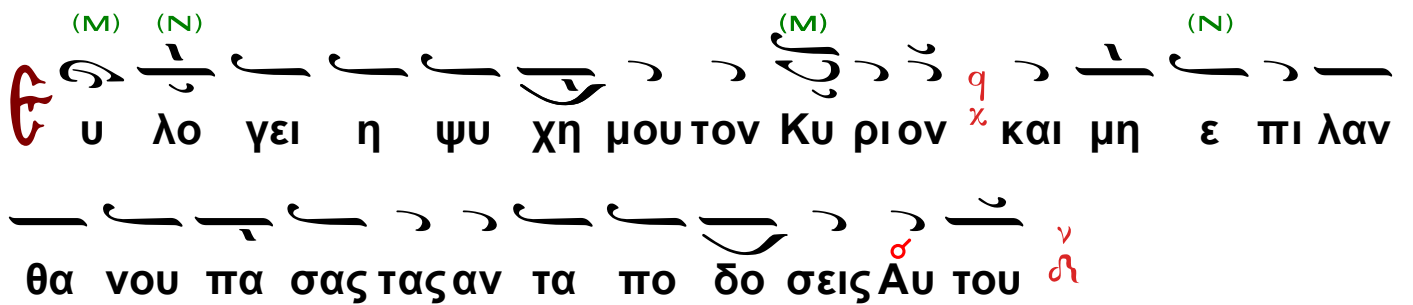 (Μ) (Ν) (Μ) (Ν)
Ε υ λο γει η ψυ χη μου τον Κυ ρι ον και μη ε πι λαν
θα νου πα σας τας αν τα πο δο σεις Αυ του